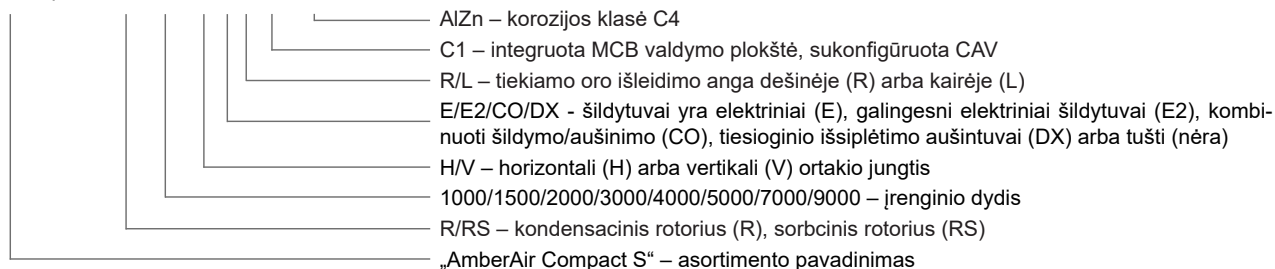 AlZn – korozijos klasė C4
C1 – integruota MCB valdymo plokštė, sukonfigūruota CAV
R/L – tiekiamo oro išleidimo anga dešinėje (R) arba kairėje (L)
E/E2/CO/DX - šildytuvai yra elektriniai (E), galingesni elektriniai šildytuvai (E2), kombi-
nuoti šildymo/aušinimo (CO), tiesioginio išsiplėtimo aušintuvai (DX) arba tušti (nėra)
H/V – horizontali (H) arba vertikali (V) ortakio jungtis
1000/1500/2000/3000/4000/5000/7000/9000 – įrenginio dydis
R/RS – kondensacinis rotorius (R), sorbcinis rotorius (RS)
„AmberAir Compact S“ – asortimento pavadinimas